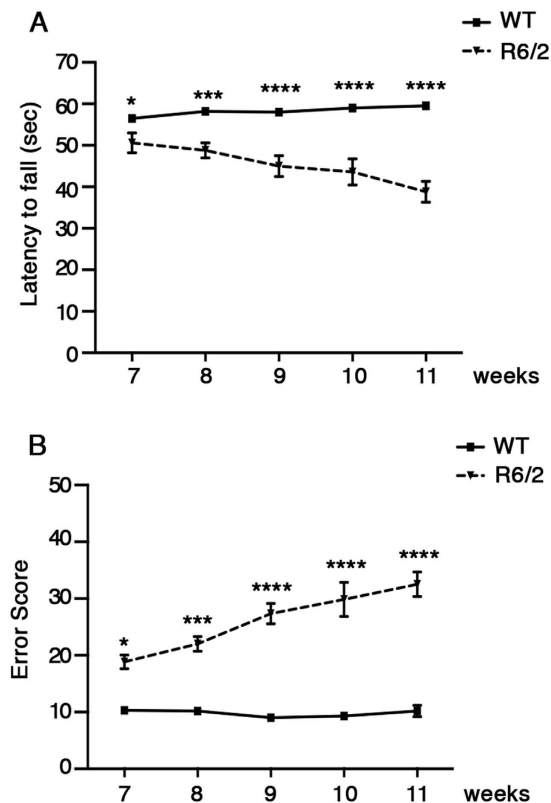 A
WT
R6/2
70
60
50
40
30
20
10
0
Latency to fall (sec)
* *** **** **** ****
7 8 9 10 11 weeks
B
WT
R6/2
50
40
30
20
10
0
Error Score
* *** **** **** ****
7 8 9 10 11 weeks